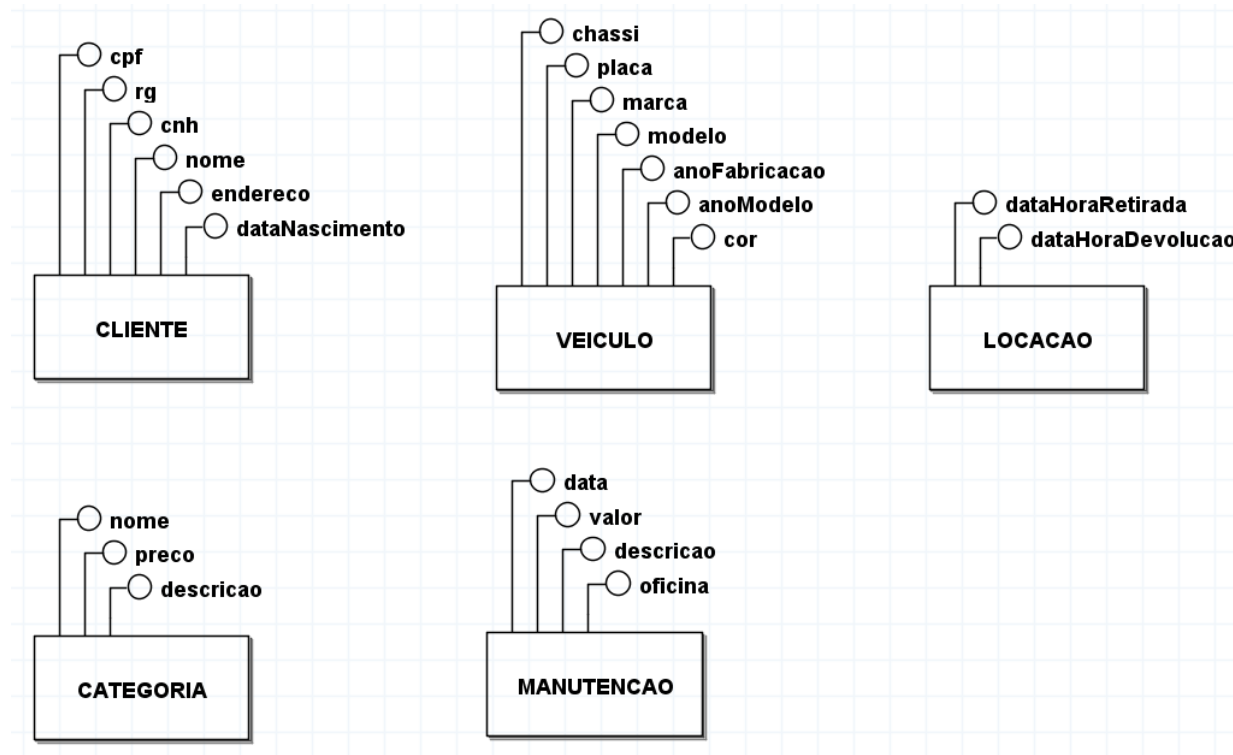 cpf
rg
cnh
nome
endereco
dataNascimento
CLIENTE
chassi
placa
marca
modelo
anoFabricacao
anoModelo
cor
VEICULO
dataHoraRetirada
dataHoraDevolucao
LOCACAO
nome
preco
descricao
CATEGORIA
data
valor
descricao
oficina
MANUTENCAO